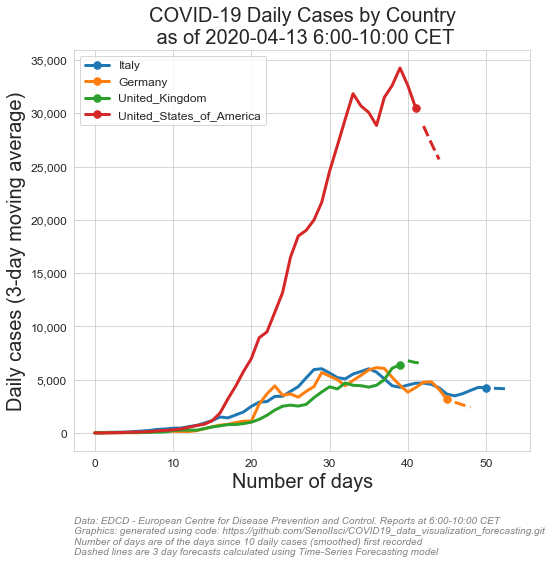 COVID-19 Daily Cases by Country
as of 2020-04-13 6:00-10:00 CET
Italy
Germany
United_Kingdom
United_States_of_America
Daily cases (3-day moving average)
35,000
30,000
25,000
20,000
15,000
10,000
5,000
0
0 10 20 30 40 50
Number of days
Data: EDCD - European Centre for Disease Prevention and Control. Reports at 6:00-10:00 CET
Graphics: generated using code: https://github.com/SenolIsci/COVID19_data_visualization_forecasting.git
Number of days are of the days since 10 daily cases (smoothed) first recorded
Dashed lines are 3 day forecasts calculated using Time-Series Forecasting model